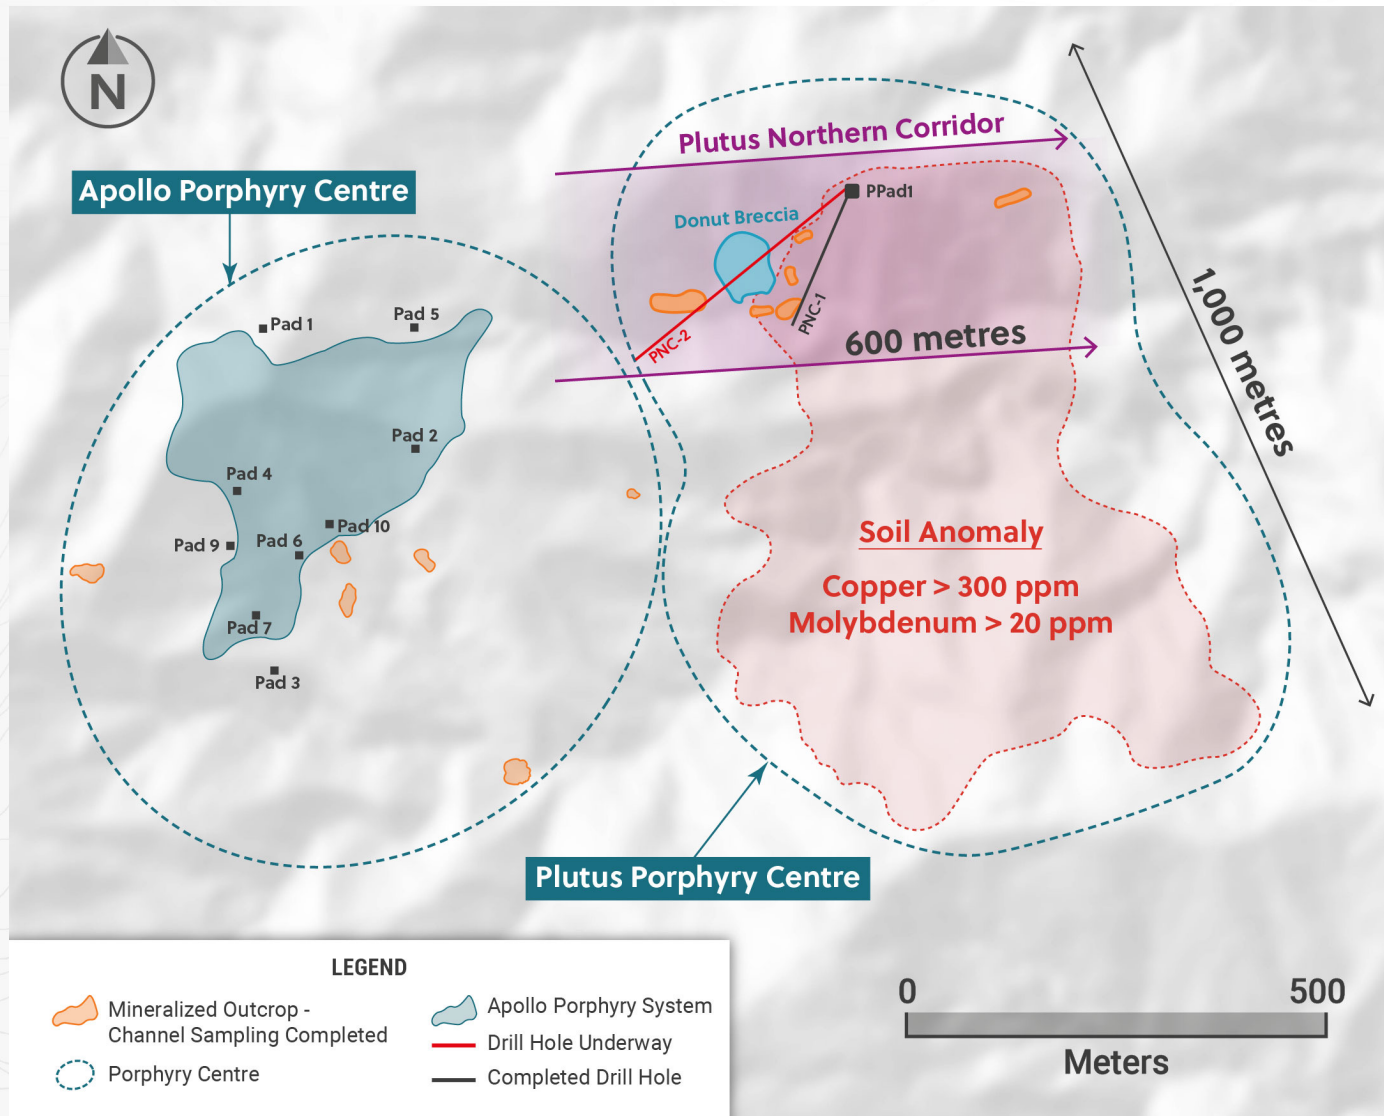 N
Plutus Northern Corridor
Apollo Porphyry Centre
PPad1
Donut Breccia
Pad 1
Pad 5
PNC-1
PNC-2
600 metres
1,000 metres
Pad 2
Pad 4
Pad 10
Pad 9
Pad 6
Soil Anomaly
Copper > 300 ppm
Molybdenum > 20 ppm
Pad 7
Pad 3
Plutus Porphyry Centre
LEGEND
Mineralized Outcrop -
Channel Sampling Completed
Porphyry Centre
Apollo Porphyry System
Drill Hole Underway
Completed Drill Hole
0
500
Meters